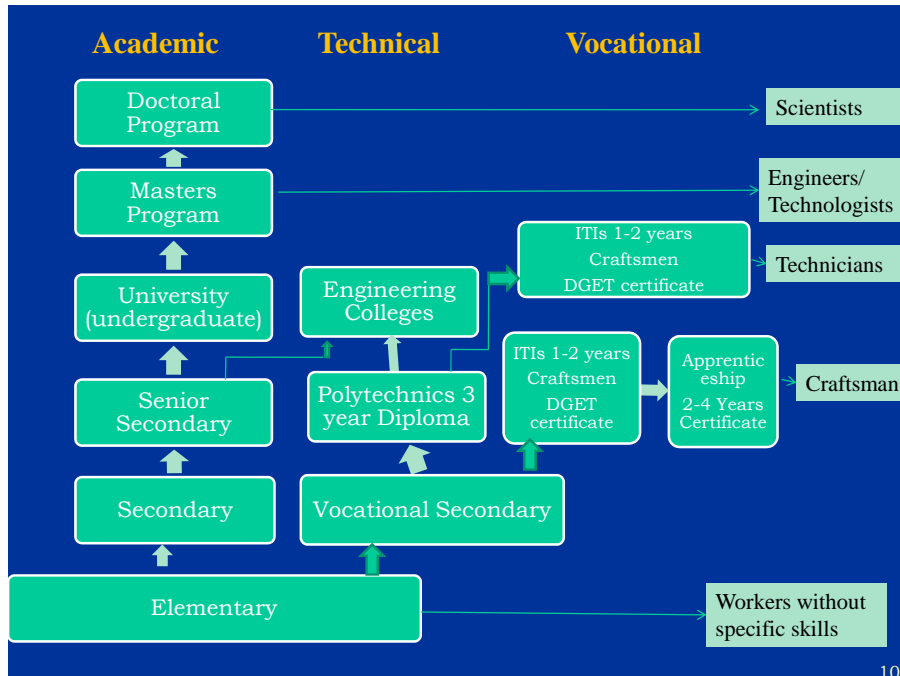 Academic
Technical
Vocational
Doctoral
Program
Scientists
Masters
Program
Engineers/
Technologists
ITIs 1-2 years
Craftsmen
DGET certificate
Technicians
University
(undergraduate)
Engineering
Colleges
ITIs 1-2 years
Craftsmen
DGET
certificate
Apprentic
eship
2-4 Years
Certificate
Craftsman
Senior
Secondary
Polytechnics 3
year Diploma
Secondary
Vocational Secondary
Elementary
Workers without
specific skills
10